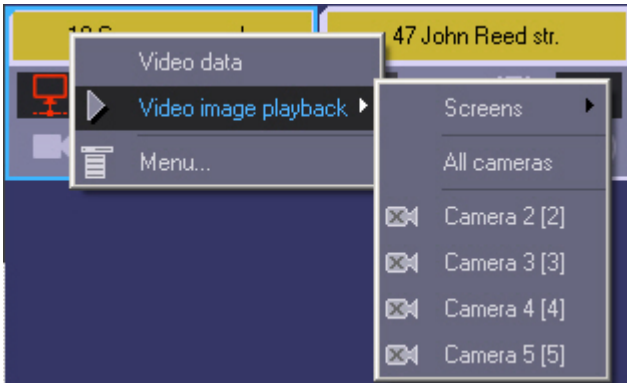 47 John Reed str.
Video data
Video image playback
Menu...
Screens
All cameras
Camera 2 [2]
Camera 3 [3]
Camera 4 [4]
Camera 5 [5]